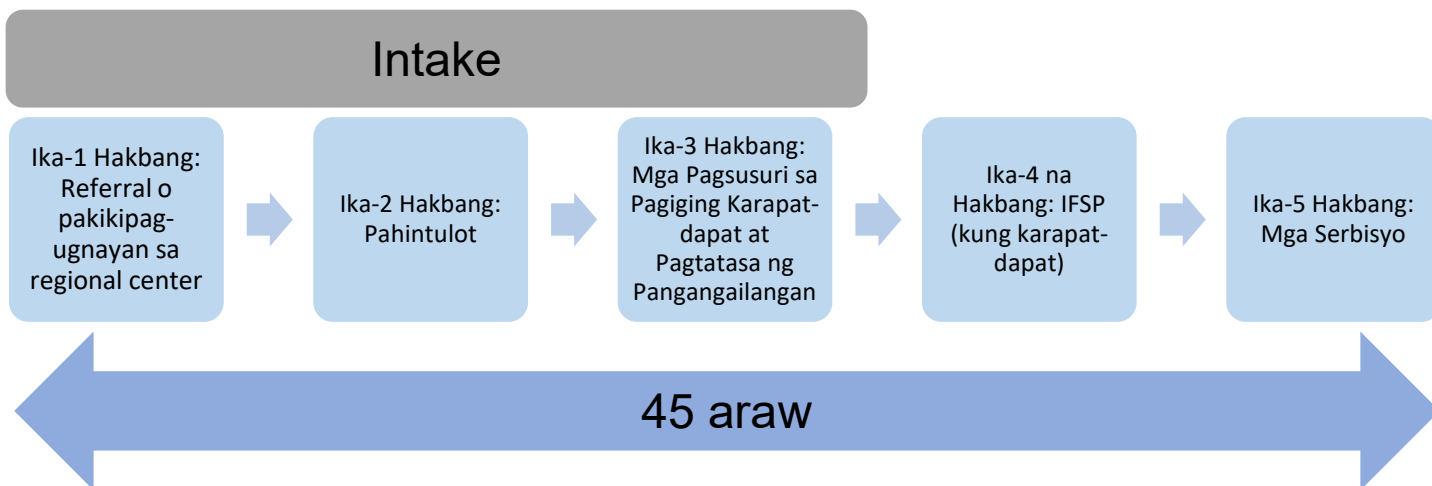 Intake
Ika-1 Hakbang:
Referral o
pakikipag-
ugnayan sa
regional center
Ika-2 Hakbang:
Pahintulot
Ika-3 Hakbang:
Mga Pagsusuri sa
Pagiging Karapat-
dapat at
Pagtatasa ng
Pangangailangan
Ika-4 na
Hakbang: IFSP
(kung karapat-
dapat)
Ika-5 Hakbang:
Mga Serbisyo
45 araw